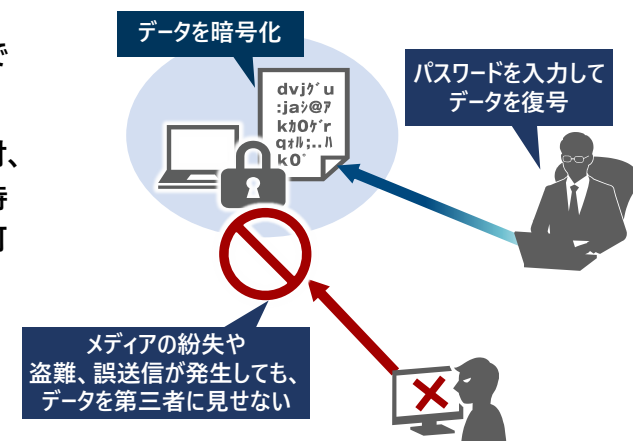 データを暗号化
で
パスワードを入力して
データを復号
dvjｸﾞu
:jaｼ@ｱ
kｶ0ｹﾞr
qｫﾙ;..ﾊ
k0ﾞ
メディアの紛失や
盗難、誤送信が発生しても、
データを第三者に見せない